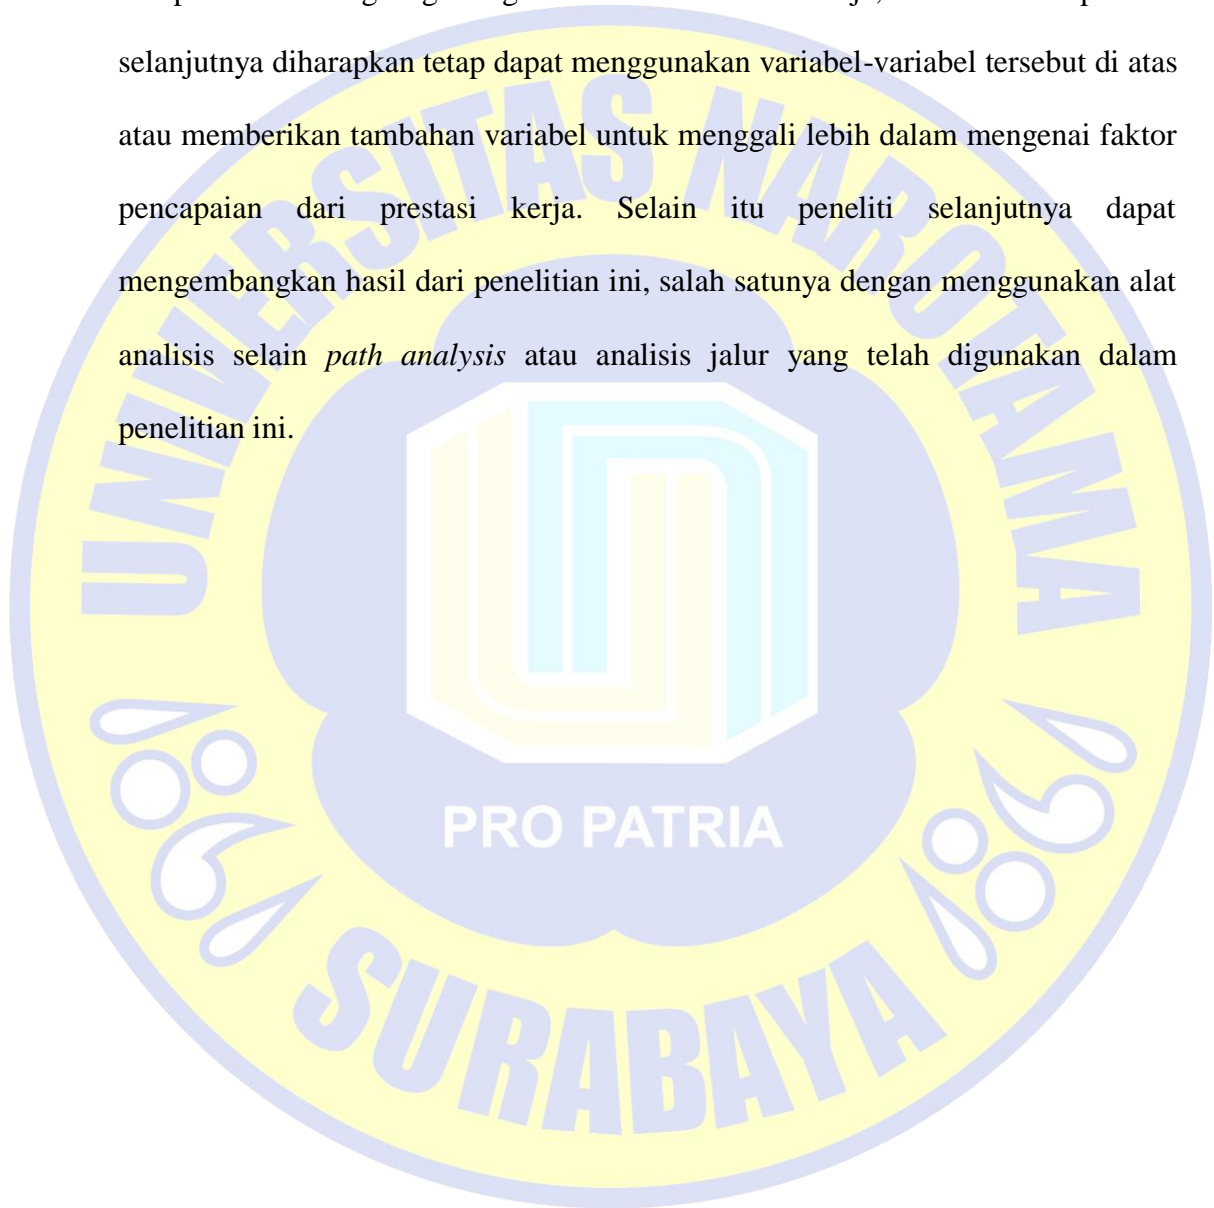 selanjutnya diharapkan tetap dapat menggunakan variabel-variabel tersebut di atas
atau memberikan tambahan variabel untuk menggali lebih dalam mengenai faktor
pencapaian dari prestasi kerja. Selain itu peneliti selanjutnya dapat
mengembangkan hasil dari penelitian ini, salah satunya dengan menggunakan alat
analisis selain path analysis atau analisis jalur yang telah digunakan dalam
penelitian ini.
UNIVERSITAS NAROTAMA
PRO PATRIA
SURABAYA